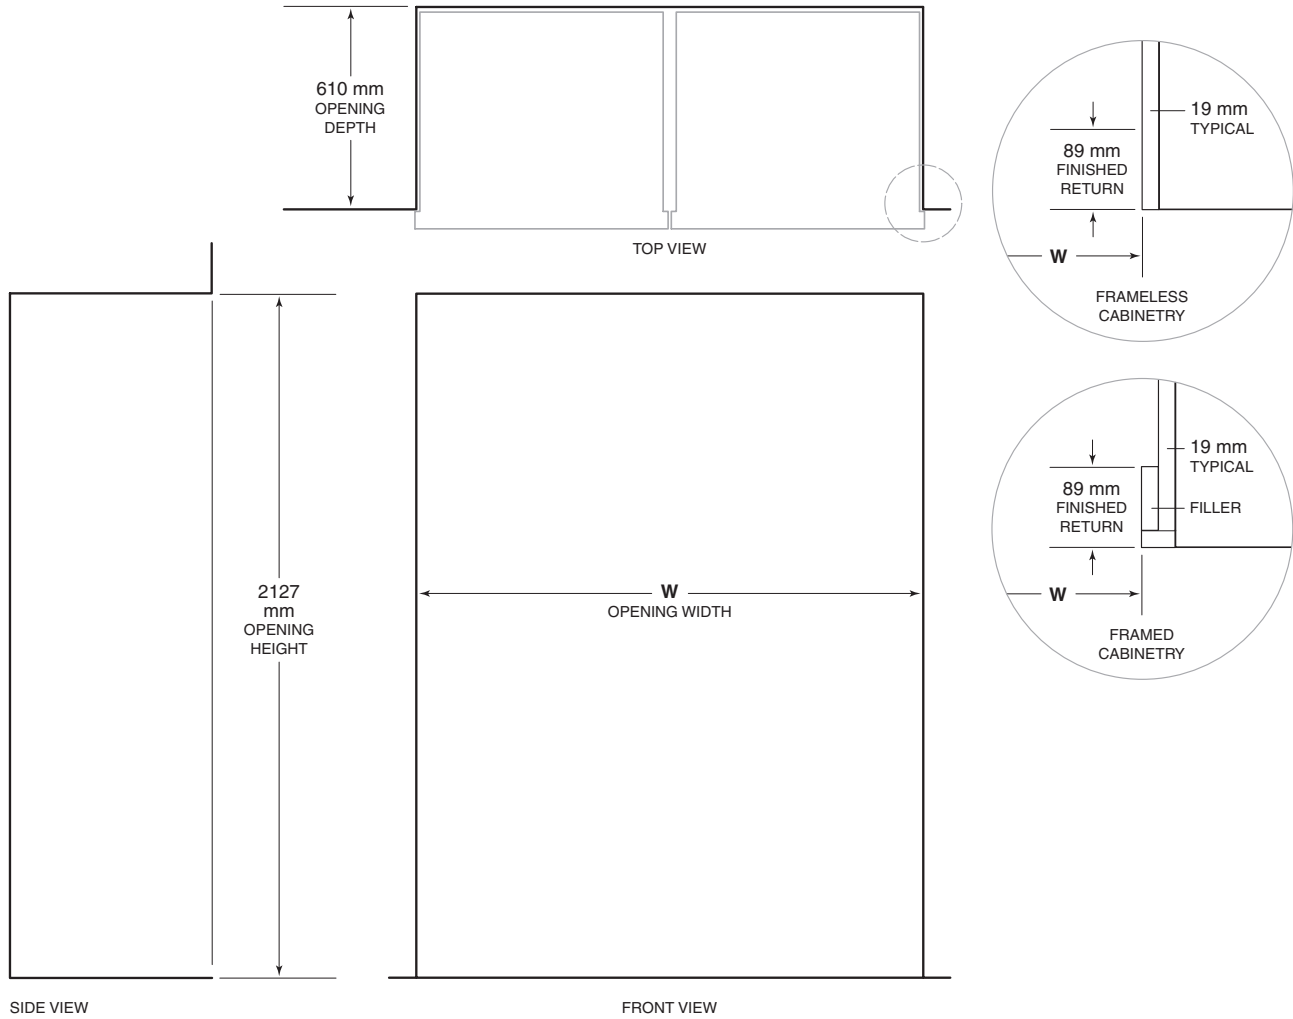 610 mm
OPENING
DEPTH
TOP VIEW
19 mm
TYPICAL
89 mm
FINISHED
RETURN
W
FRAMELESS
CABINETRY
19 mm
TYPICAL
89 mm
FINISHED
RETURN
FILLER
W
FRAMED
CABINETRY
2127
mm
OPENING
HEIGHT
W
OPENING WIDTH
SIDE VIEW
FRONT VIEW